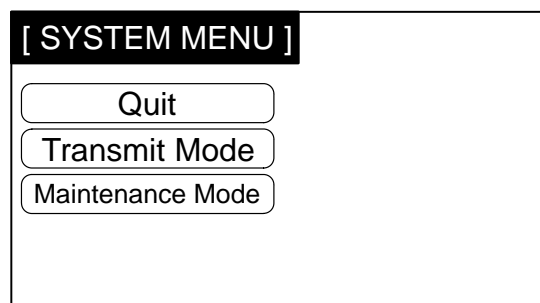 [ SYSTEM MENU ]
Quit
Transmit Mode
Maintenance Mode